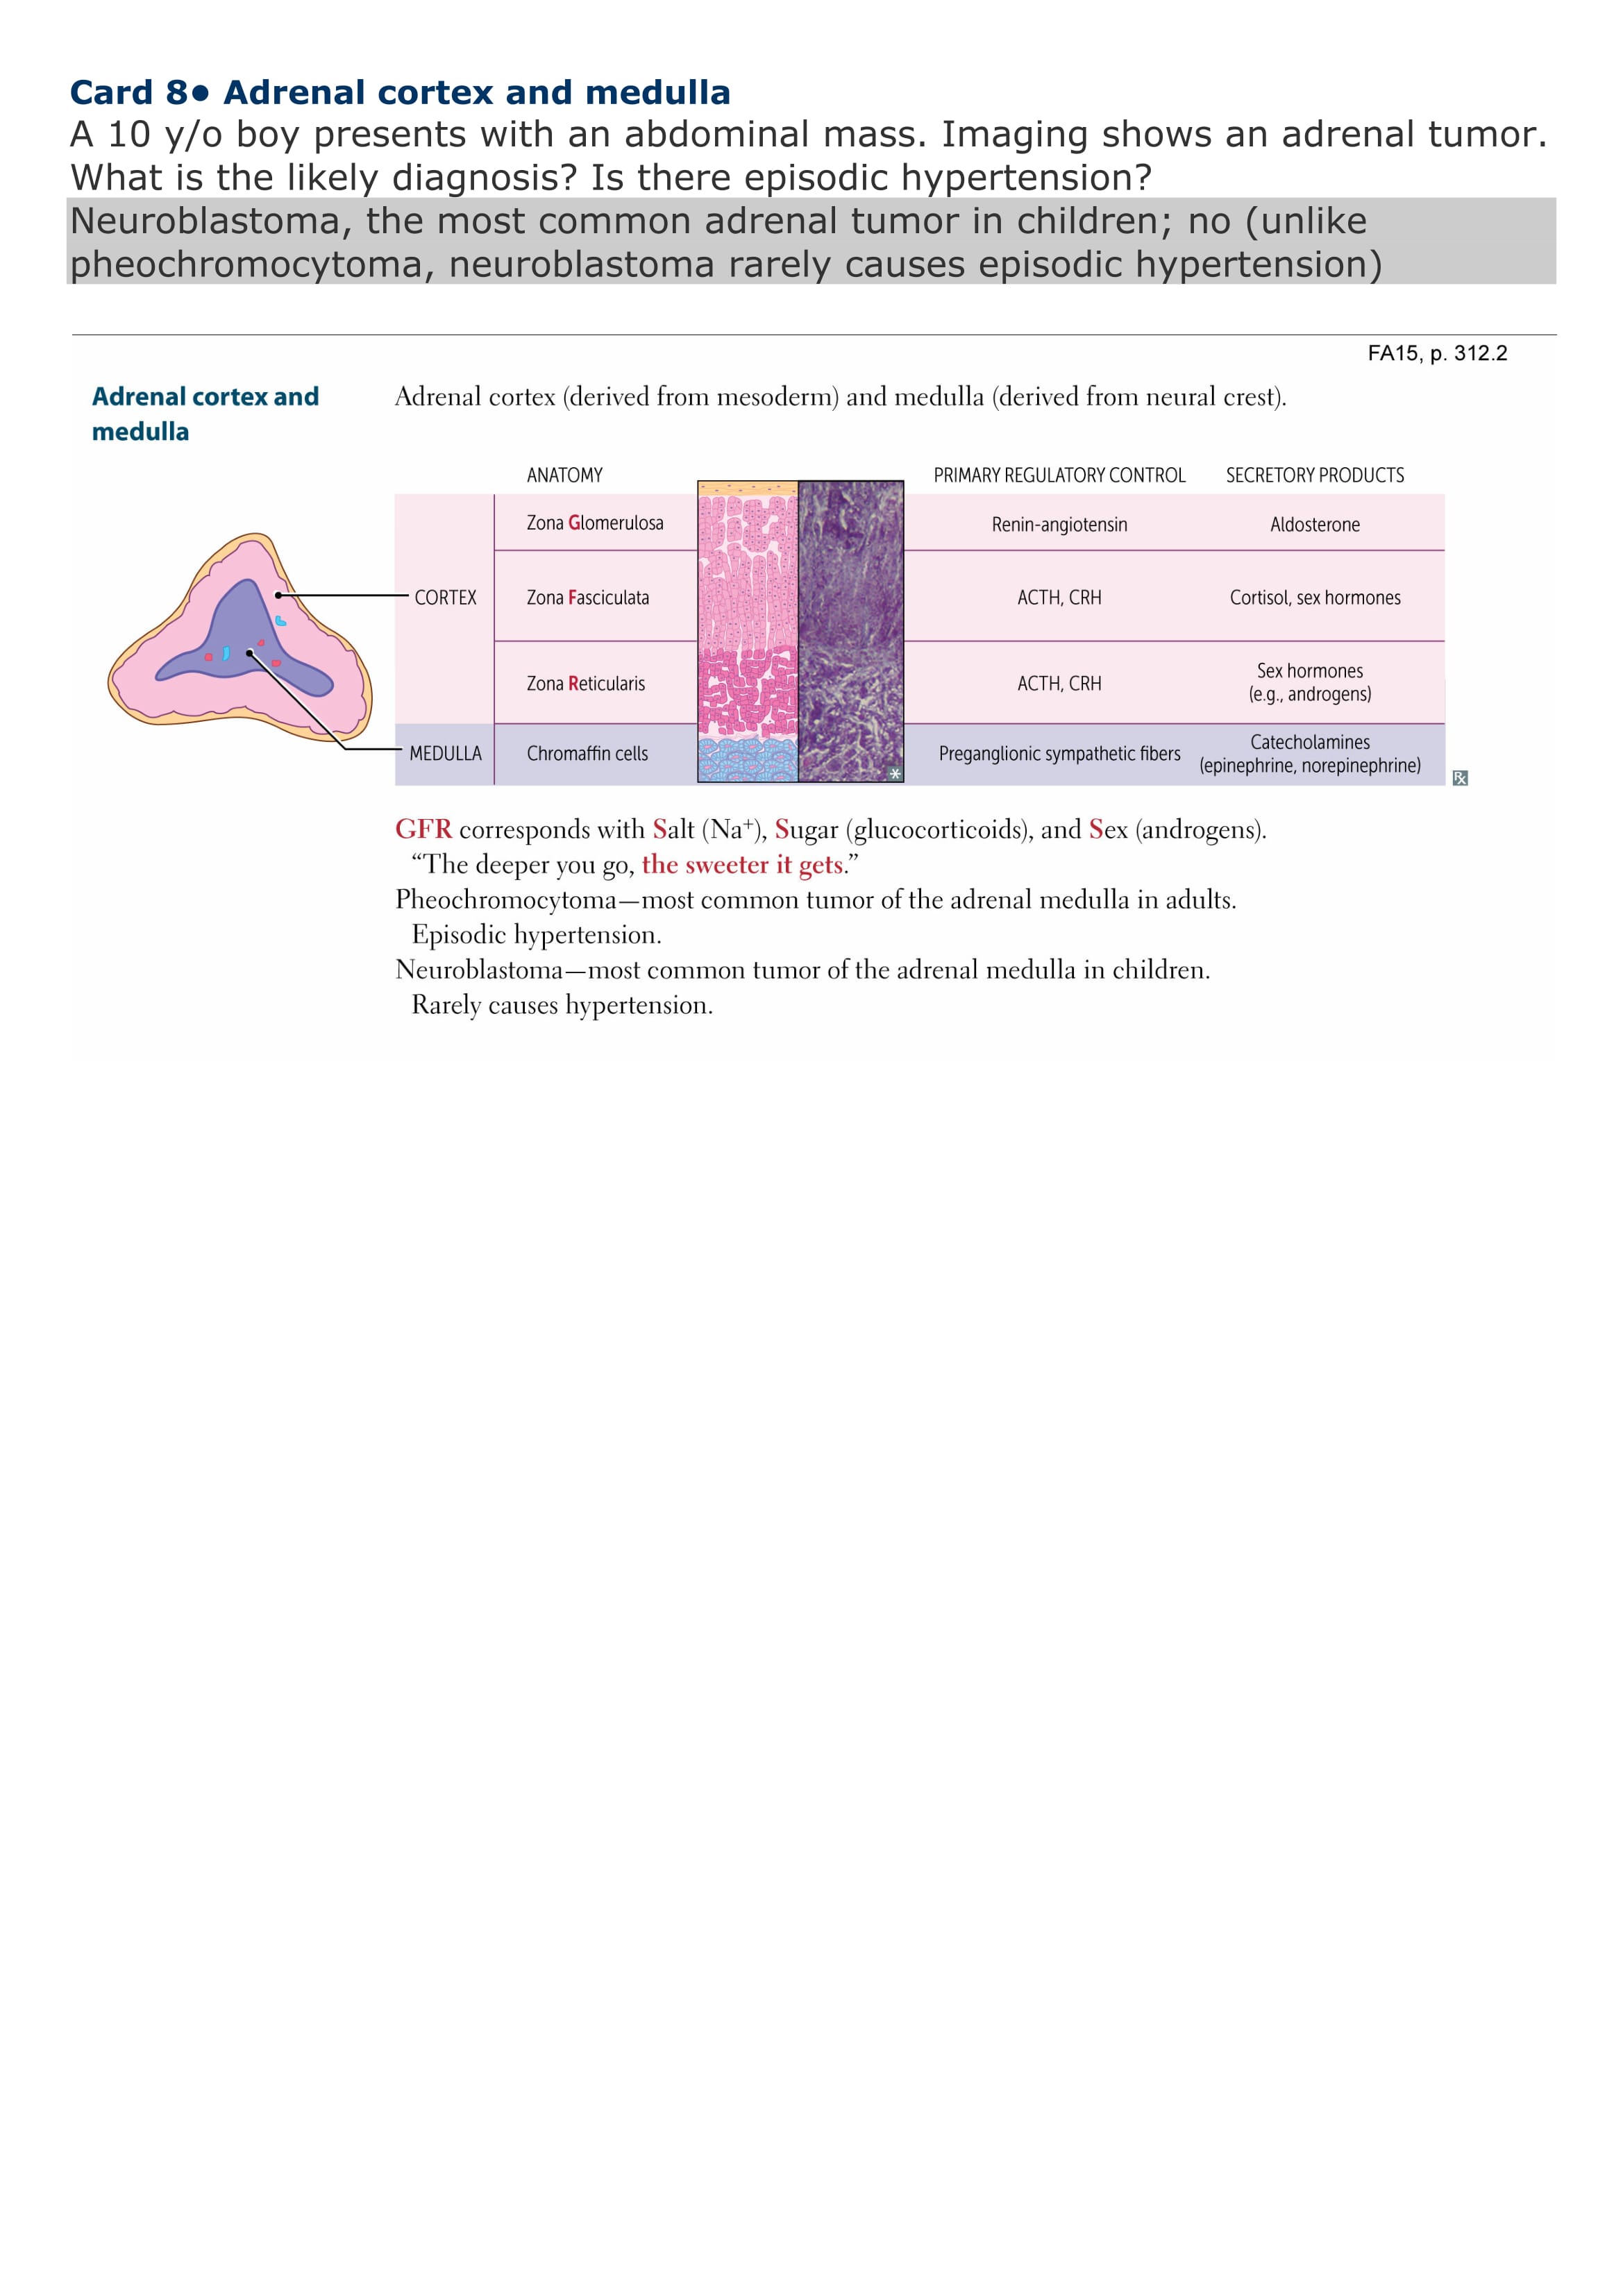 Card 8• Adrenal cortex and medulla
A 10 y/o boy presents with an abdominal mass. Imaging shows an adrenal tumor.
What is the likely diagnosis? Is there episodic hypertension?
Neuroblastoma, the most common adrenal tumor in children; no (unlike
pheochromocytoma, neuroblastoma rarely causes episodic hypertension)
FA15, p. 312.2
Adrenal cortex and
medulla
Adrenal cortex (derived from mesoderm) and medulla (derived from neural crest).
ANATOMY PRIMARY REGULATORY CONTROL SECRETORY PRODUCTS
Zona Glomerulosa Renin-angiotensin Aldosterone
CORTEX Zona Fasciculata ACTH, CRH Cortisol, sex hormones
Zona Reticularis ACTH, CRH Sex hormones
(e.g., androgens)
MEDULLA Chromaffin cells Preganglionic sympathetic fibers Catecholamines
(epinephrine, norepinephrine)
*
Rx
GFR corresponds with Salt (Na⁺), Sugar (glucocorticoids), and Sex (androgens).
“The deeper you go, the sweeter it gets.”
Pheochromocytoma—most common tumor of the adrenal medulla in adults.
Episodic hypertension.
Neuroblastoma—most common tumor of the adrenal medulla in children.
Rarely causes hypertension.